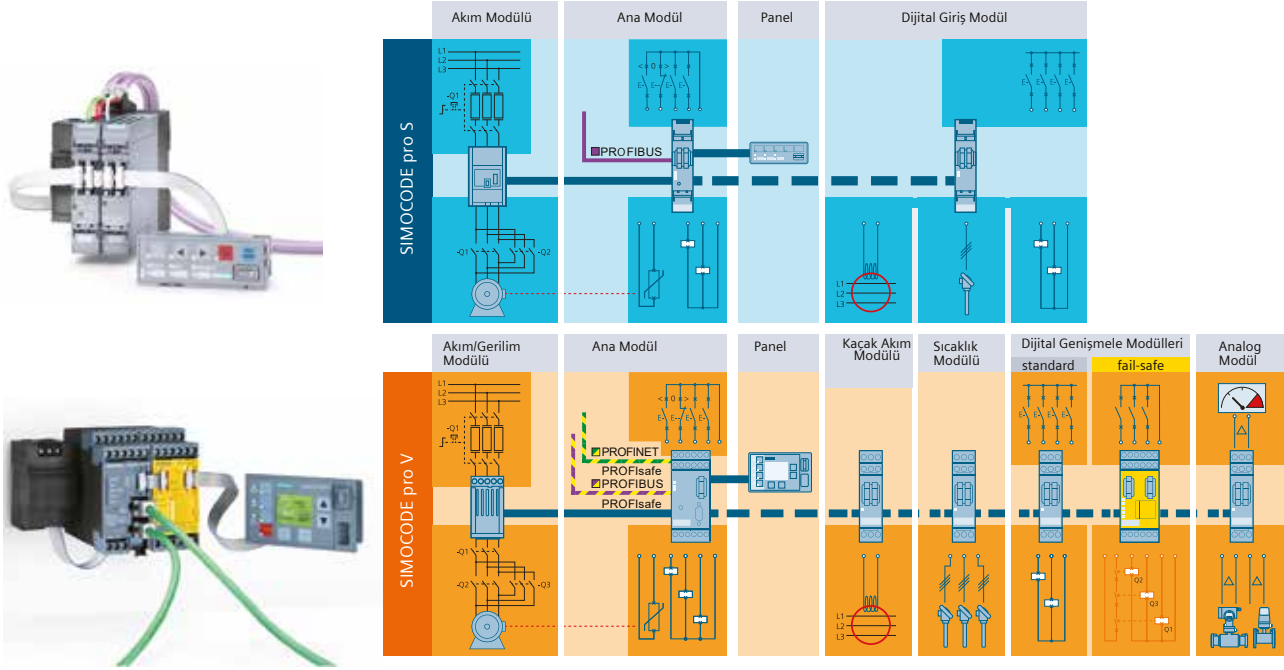 Akım Modülü
Ana Modül
Panel
Dijital Giriş Modül
SIMOCODE pro S
L1
L2
L3
-Q1
< 0 >
E- E- E- E-
E- E- E- E-
PROFIBUS
-Q1
-Q2
L1
L2
L3
Akım/Gerilim
Modülü
Ana Modül
Panel
Kaçak Akım
Modülü
Sıcaklık
Modülü
Dijital Genişmele Modülleri
standard
fail-safe
Analog
Modül
SIMOCODE pro V
L1
L2
L3
-Q1
< 0 >
E- E- E- E-
E- E- E- E-
PROFINET
PROFIsafe
PROFIBUS
PROFIsafe
-Q1
-Q2
-Q3
L1
L2
L3
Q2
Q3
Q1